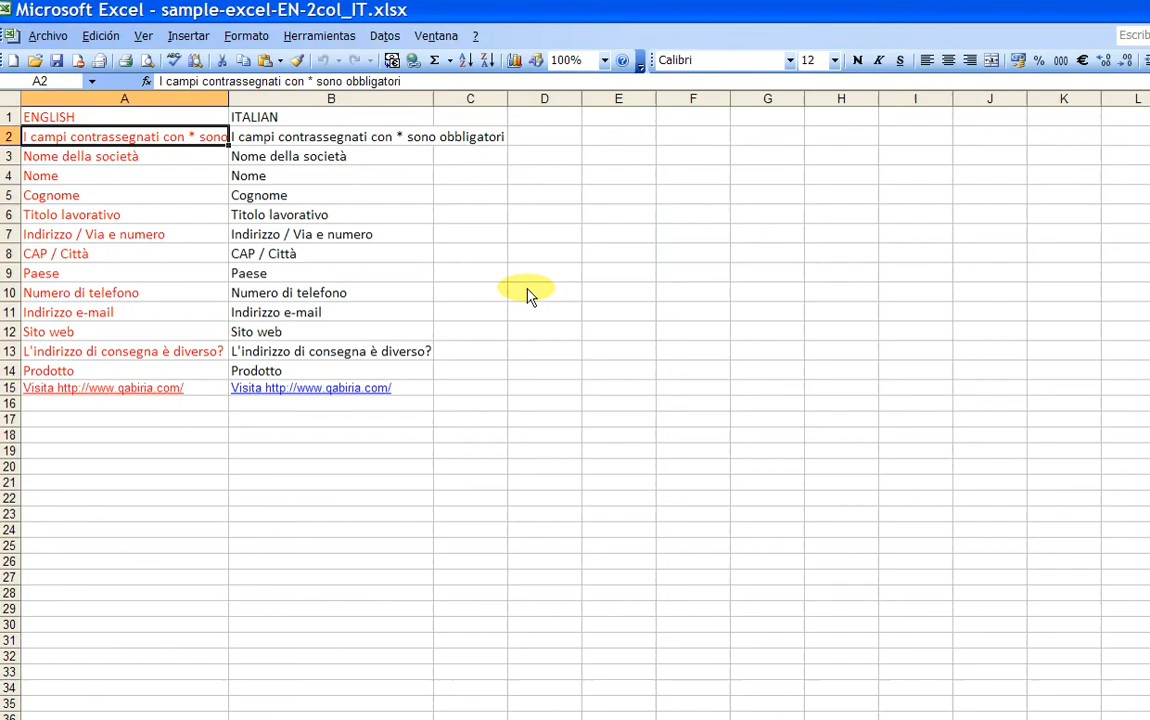 Microsoft Excel - sample-excel-EN-2col_IT.xlsx
Archivo Edición Ver Insertar Formato Herramientas Datos Ventana ? Escrib
Σ 100% ? Calibri 12 N K S % 000 €
A2 fx I campi contrassegnati con * sono obbligatori
A B C D E F G H I J K L
1 ENGLISH ITALIAN
2 I campi contrassegnati con * sono I campi contrassegnati con * sono obbligatori
3 Nome della società Nome della società
4 Nome Nome
5 Cognome Cognome
6 Titolo lavorativo Titolo lavorativo
7 Indirizzo / Via e numero Indirizzo / Via e numero
8 CAP / Città CAP / Città
9 Paese Paese
10 Numero di telefono Numero di telefono
11 Indirizzo e-mail Indirizzo e-mail
12 Sito web Sito web
13 L'indirizzo di consegna è diverso? L'indirizzo di consegna è diverso?
14 Prodotto Prodotto
15 Visita http://www.qabiria.com/ Visita http://www.qabiria.com/
16
17
18
19
20
21
22
23
24
25
26
27
28
29
30
31
32
33
34
35
36